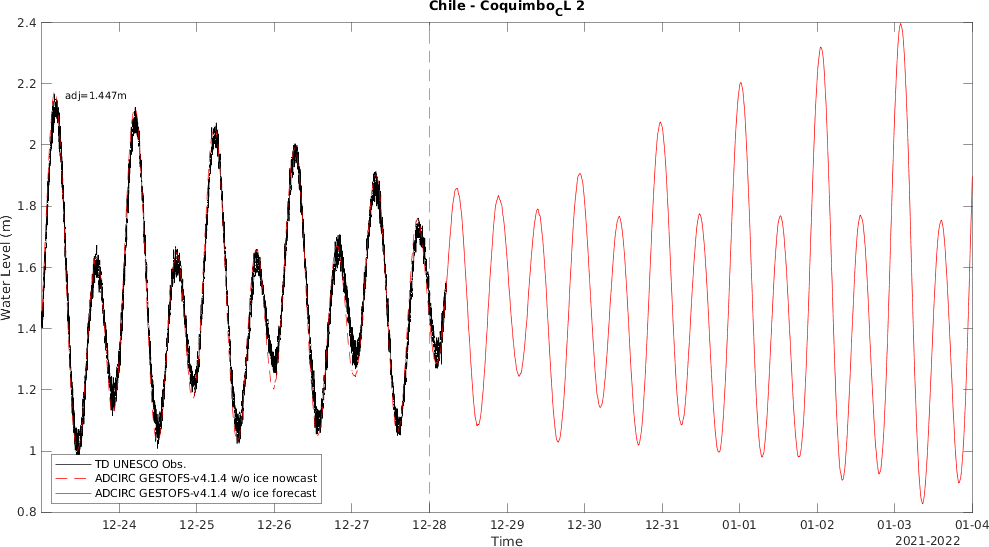 Chile - Coquimbo_CL 2
2.4
2.2
2
1.8
1.6
1.4
1.2
1
0.8
Water Level (m)
adj=1.447m
TD UNESCO Obs.
ADCIRC GESTOFS-v4.1.4 w/o ice nowcast
ADCIRC GESTOFS-v4.1.4 w/o ice forecast
12-24 12-25 12-26 12-27 12-28 12-29 12-30 12-31 01-01 01-02 01-03 01-04
Time
2021-2022